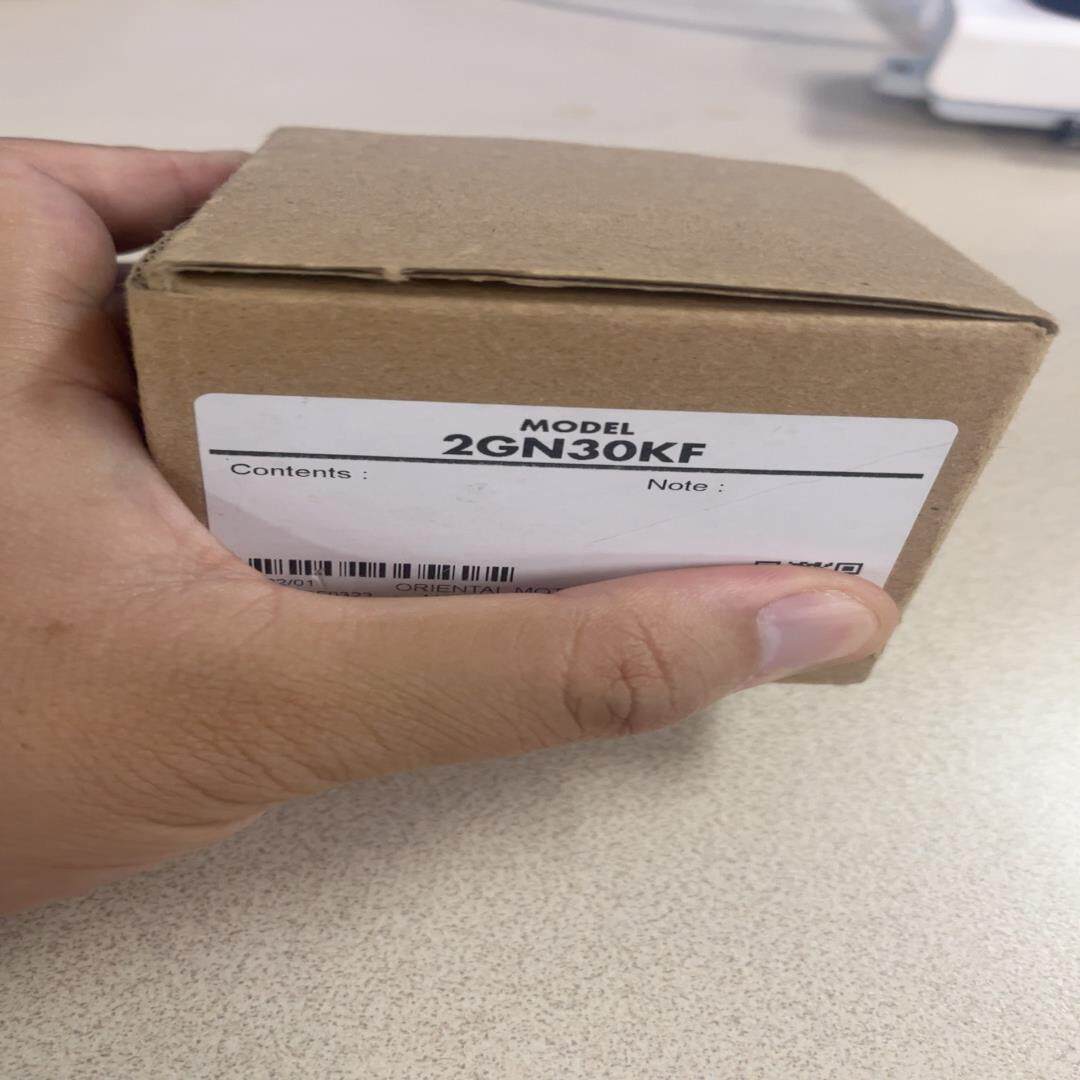 MODEL
2GN30KF
Contents :
Note :
ORIENTAL